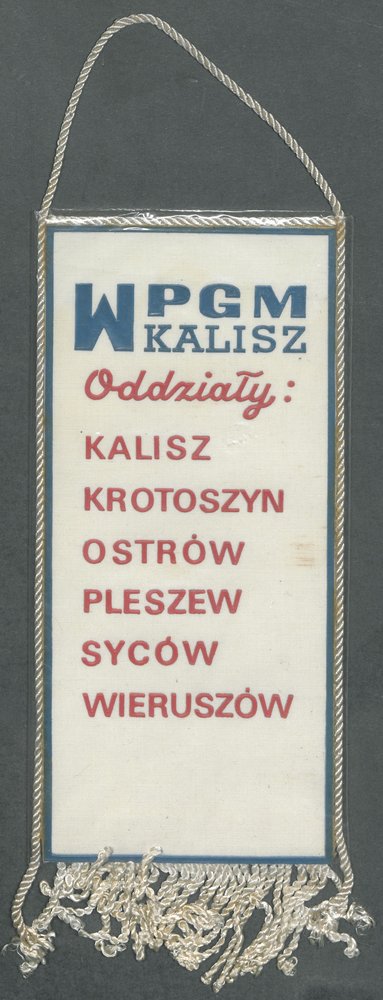 WPGM
KALISZ
Oddziały:
KALISZ
KROTOSZYN
OSTRÓW
PLESZEW
SYCÓW
WIERUSZÓW